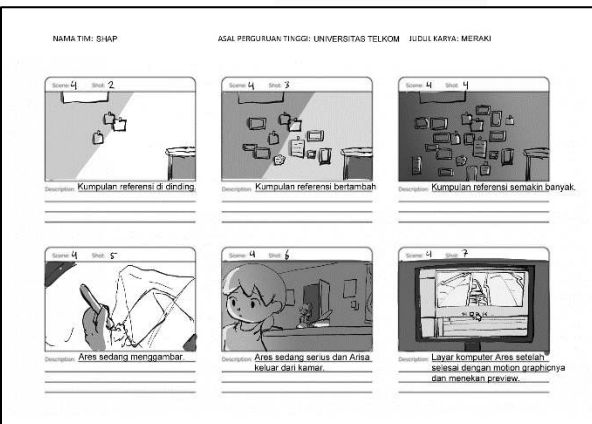 NAMA TIM: SHAP ASAL PERGURUAN TINGGI: UNIVERSITAS TELKOM JUDUL KARYA: MERAKI
Scene: 4 Shot: 2
Description: Kumpulan referensi di dinding.
Scene: 4 Shot: 3
Description: Kumpulan referensi bertambah
Scene: 4 Shot: 4
Description: Kumpulan referensi semakin banyak.
Scene: 4 Shot: 5
Description: Ares sedang menggambar.
Scene: 4 Shot: 6
Description: Ares sedang serius dan Arisa
keluar dari kamar.
Scene: 4 Shot: 7
Description: Layar komputer Ares setelah
selesai dengan motion graphicnya
dan menekan preview.